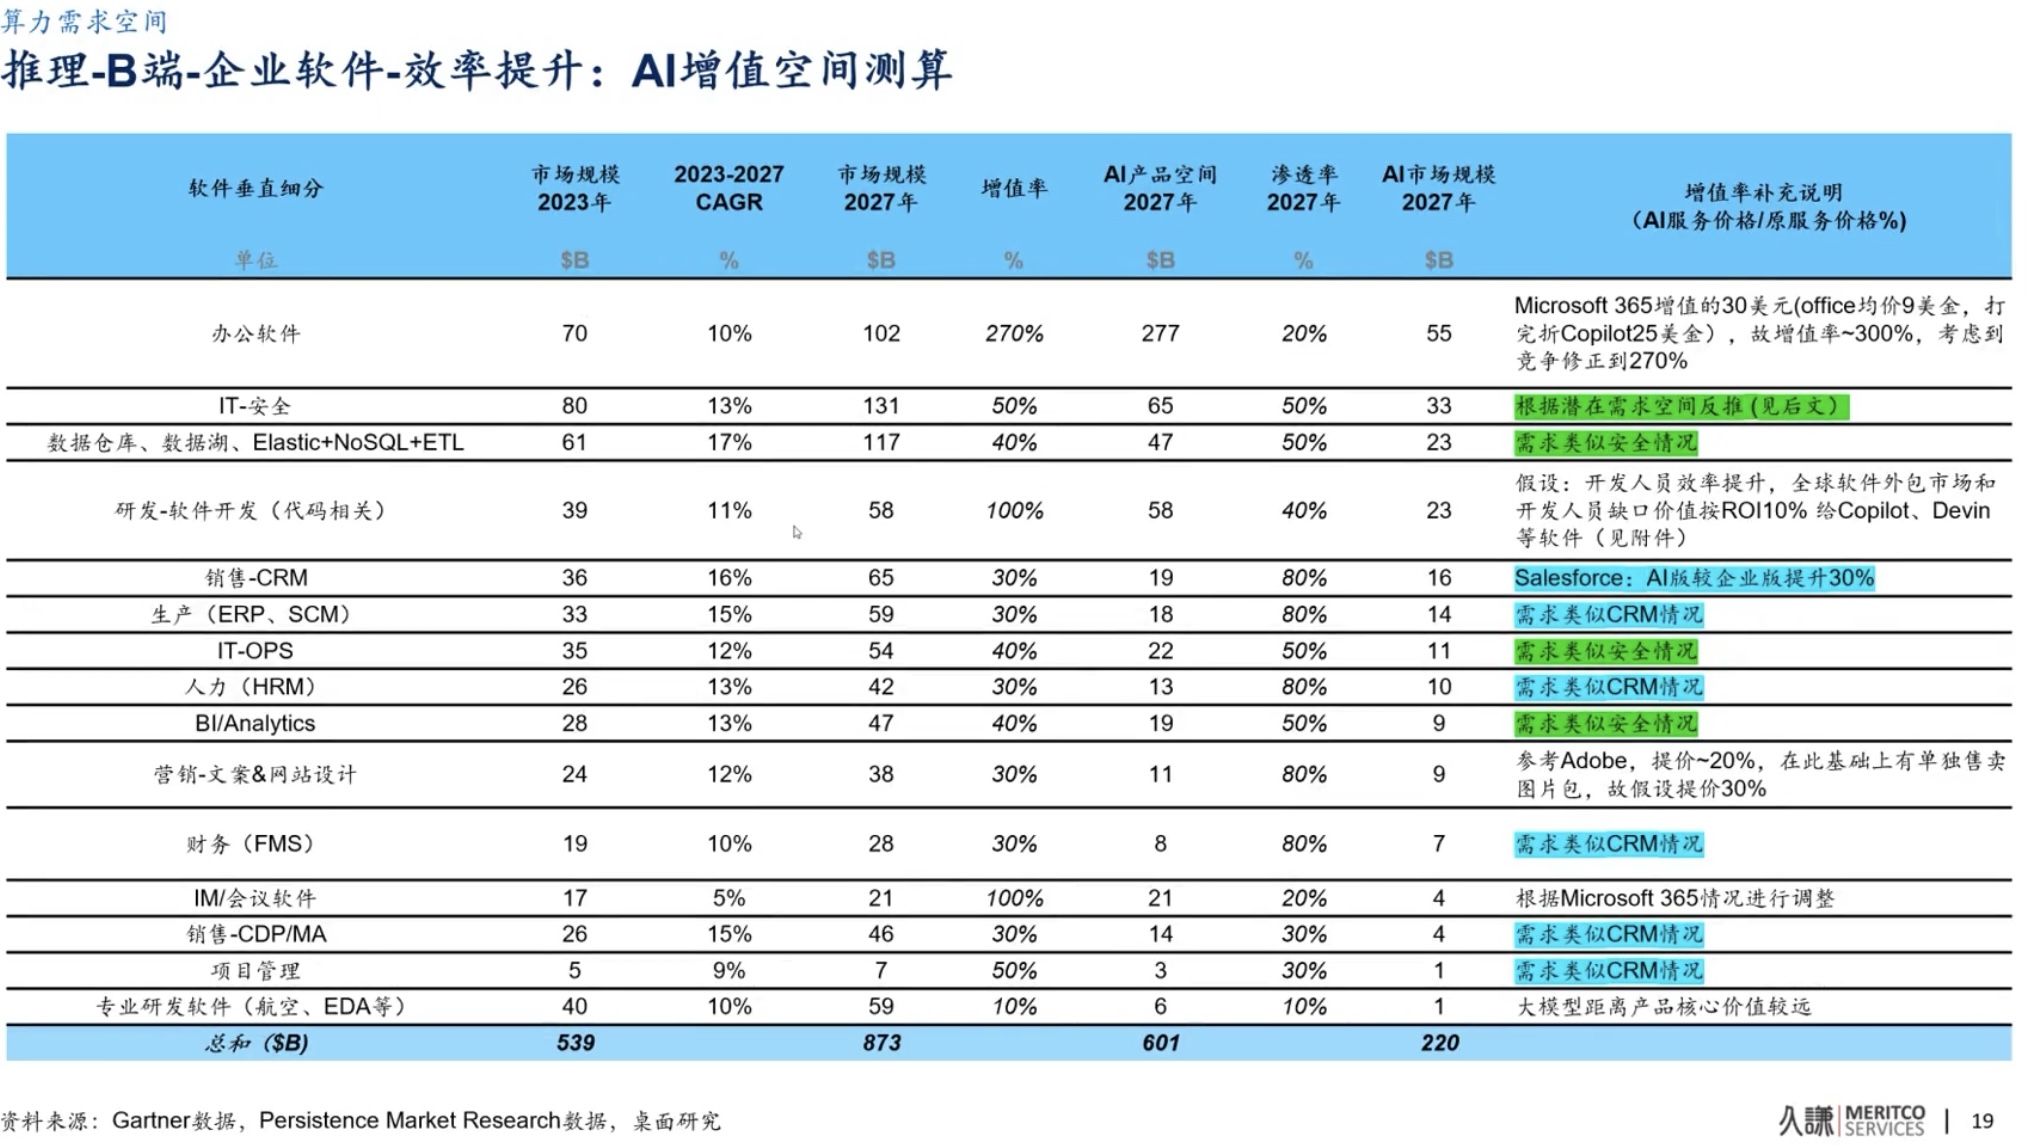 算力需求空间
推理-B端-企业软件-效率提升：AI增值空间测算
软件垂直细分 市场规模 2023年 2023-2027 CAGR 市场规模 2027年 增值率 AI产品空间 2027年 渗透率 2027年 AI市场规模 2027年 增值率补充说明
（AI服务价格/原服务价格%)
单位 $B % $B % $B % $B
办公软件 70 10% 102 270% 277 20% 55 Microsoft 365增值的30美元(office均价9美金，打
完折Copilot25美金），故增值率~300%，考虑到
竞争修正到270%
IT-安全 80 13% 131 50% 65 50% 33 根据潜在需求空间反推 (见后文）
数据仓库、数据湖、Elastic+NoSQL+ETL 61 17% 117 40% 47 50% 23 需求类似安全情况
研发-软件开发（代码相关） 39 11% 58 100% 58 40% 23 假设：开发人员效率提升，全球软件外包市场和
开发人员缺口价值按ROI10% 给Copilot、Devin
等软件（见附件）
销售-CRM 36 16% 65 30% 19 80% 16 Salesforce：AI版较企业版提升30%
生产（ERP、SCM） 33 15% 59 30% 18 80% 14 需求类似CRM情况
IT-OPS 35 12% 54 40% 22 50% 11 需求类似安全情况
人力（HRM） 26 13% 42 30% 13 80% 10 需求类似CRM情况
BI/Analytics 28 13% 47 40% 19 50% 9 需求类似安全情况
营销-文案&网站设计 24 12% 38 30% 11 80% 9 参考Adobe，提价~20%，在此基础上有单独售卖
图片包，故假设提价30%
财务（FMS） 19 10% 28 30% 8 80% 7 需求类似CRM情况
IM/会议软件 17 5% 21 100% 21 20% 4 根据Microsoft 365情况进行调整
销售-CDP/MA 26 15% 46 30% 14 30% 4 需求类似CRM情况
项目管理 5 9% 7 50% 3 30% 1 需求类似CRM情况
专业研发软件（航空、EDA等） 40 10% 59 10% 6 10% 1 大模型距离产品核心价值较远
总和（$B) 539 873 601 220
资料来源：Gartner数据，Persistence Market Research数据，桌面研究
久謙 MERITCO SERVICES | 19